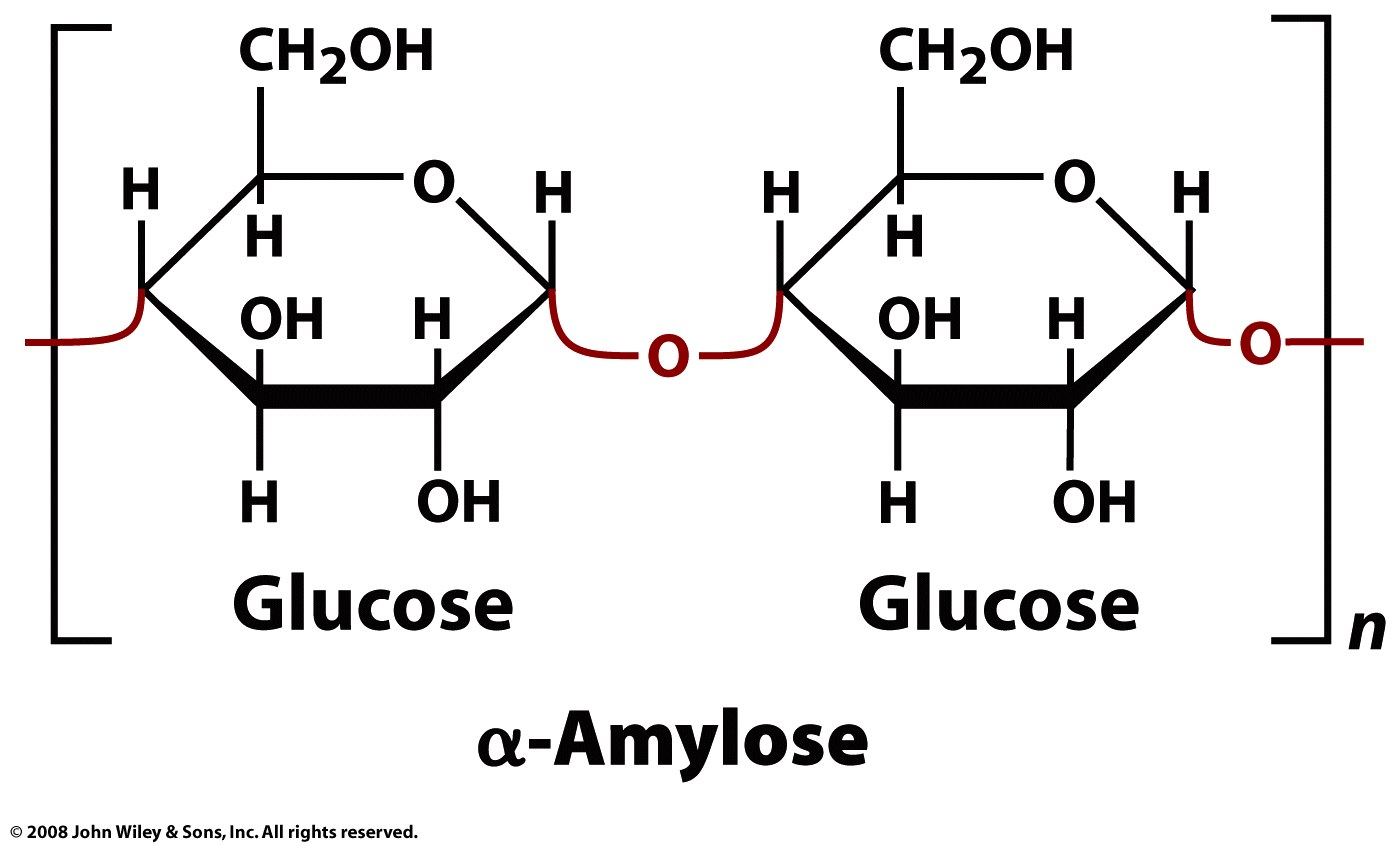 CH2OH CH2OH
H O H H O H
H H
OH H O OH H O
H OH H OH
Glucose Glucose
n
α-Amylose
© 2008 John Wiley & Sons, Inc. All rights reserved.